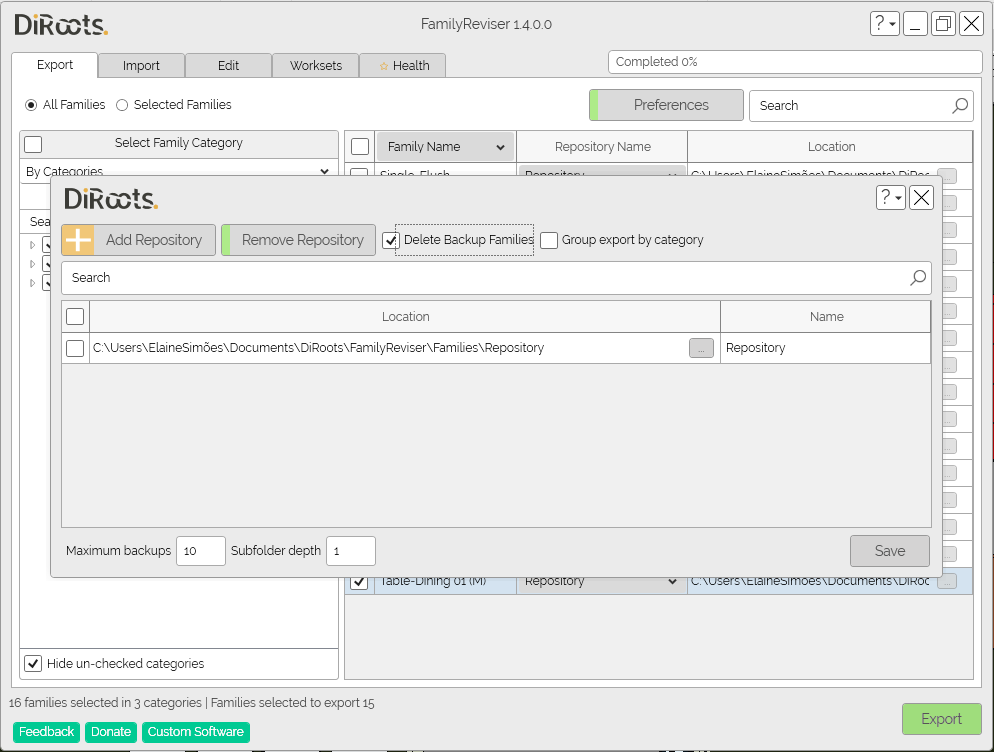 DiRoots.
FamilyReviser 1.4.0.0
?
Export
Import
Edit
Worksets
Health
Completed 0%
All Families
Selected Families
Preferences
Search
Select Family Category
Family Name
Repository Name
Location
By Categories
Single-Flush
Repository
C:\Users\ElaineSimões\Documents\DiRoc
Sea
DiRoots.
?
Add Repository
Remove Repository
Delete Backup Families
Group export by category
Search
Location
Name
C:\Users\ElaineSimões\Documents\DiRoots\FamilyReviser\Families\Repository
...
Repository
Maximum backups
10
Subfolder depth
1
Save
Table-Dining 01 (M)
Repository
C:\Users\ElaineSimões\Documents\DiRoc
...
Hide un-checked categories
16 families selected in 3 categories | Families selected to export 15
Feedback
Donate
Custom Software
Export